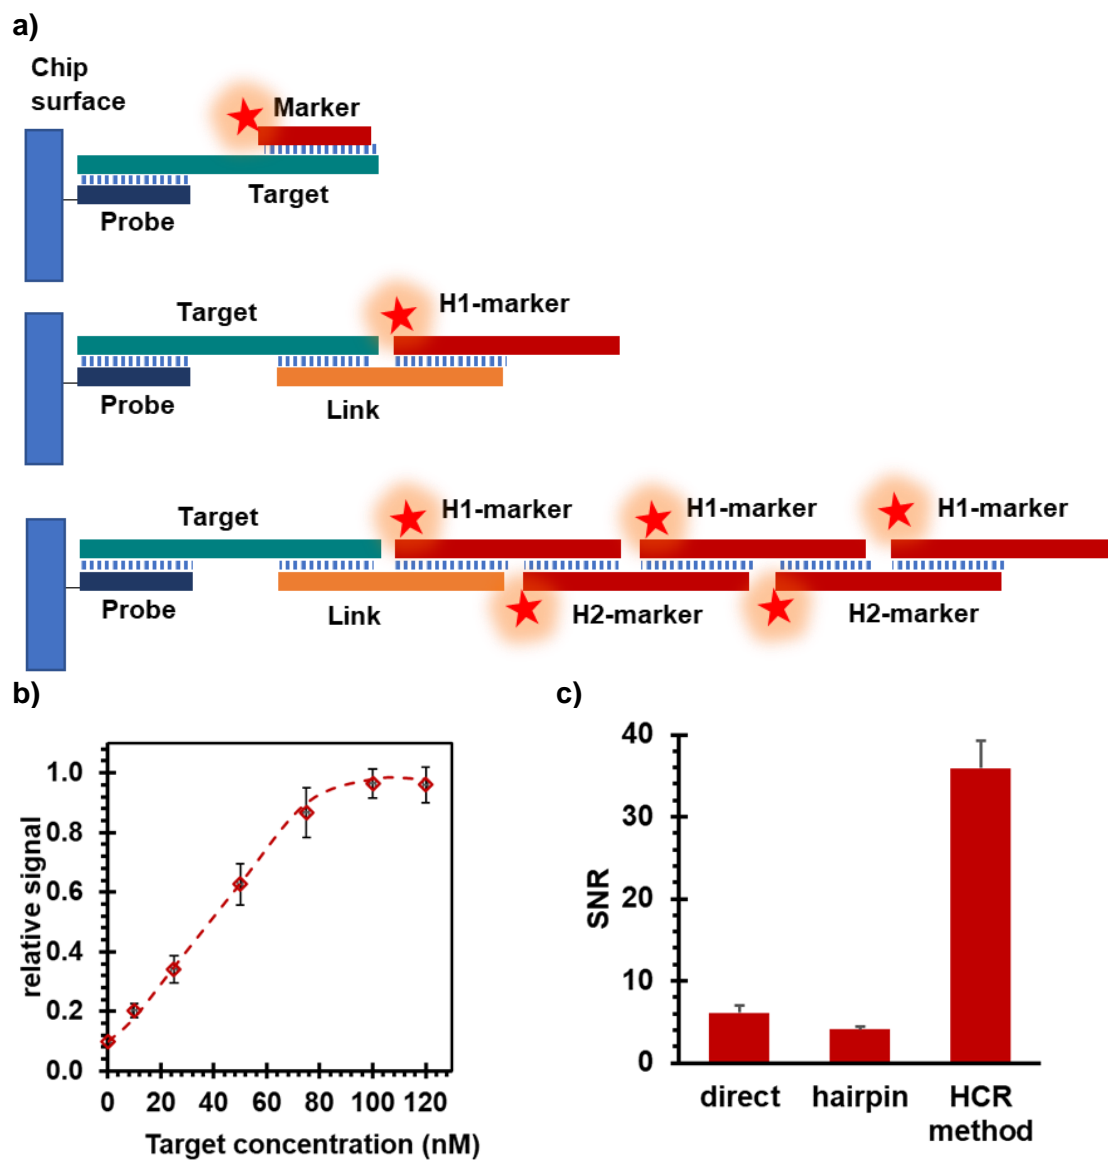 a)
Chip
surface
Marker
Target
Probe
Target
H1-marker
Probe
Link
Target
H1-marker
H1-marker
H1-marker
Probe
Link
H2-marker
H2-marker
b)
1.0
0.8
0.6
0.4
0.2
0.0
relative signal
0 20 40 60 80 100 120
Target concentration (nM)
c)
40
30
20
10
0
SNR
direct hairpin HCR
method